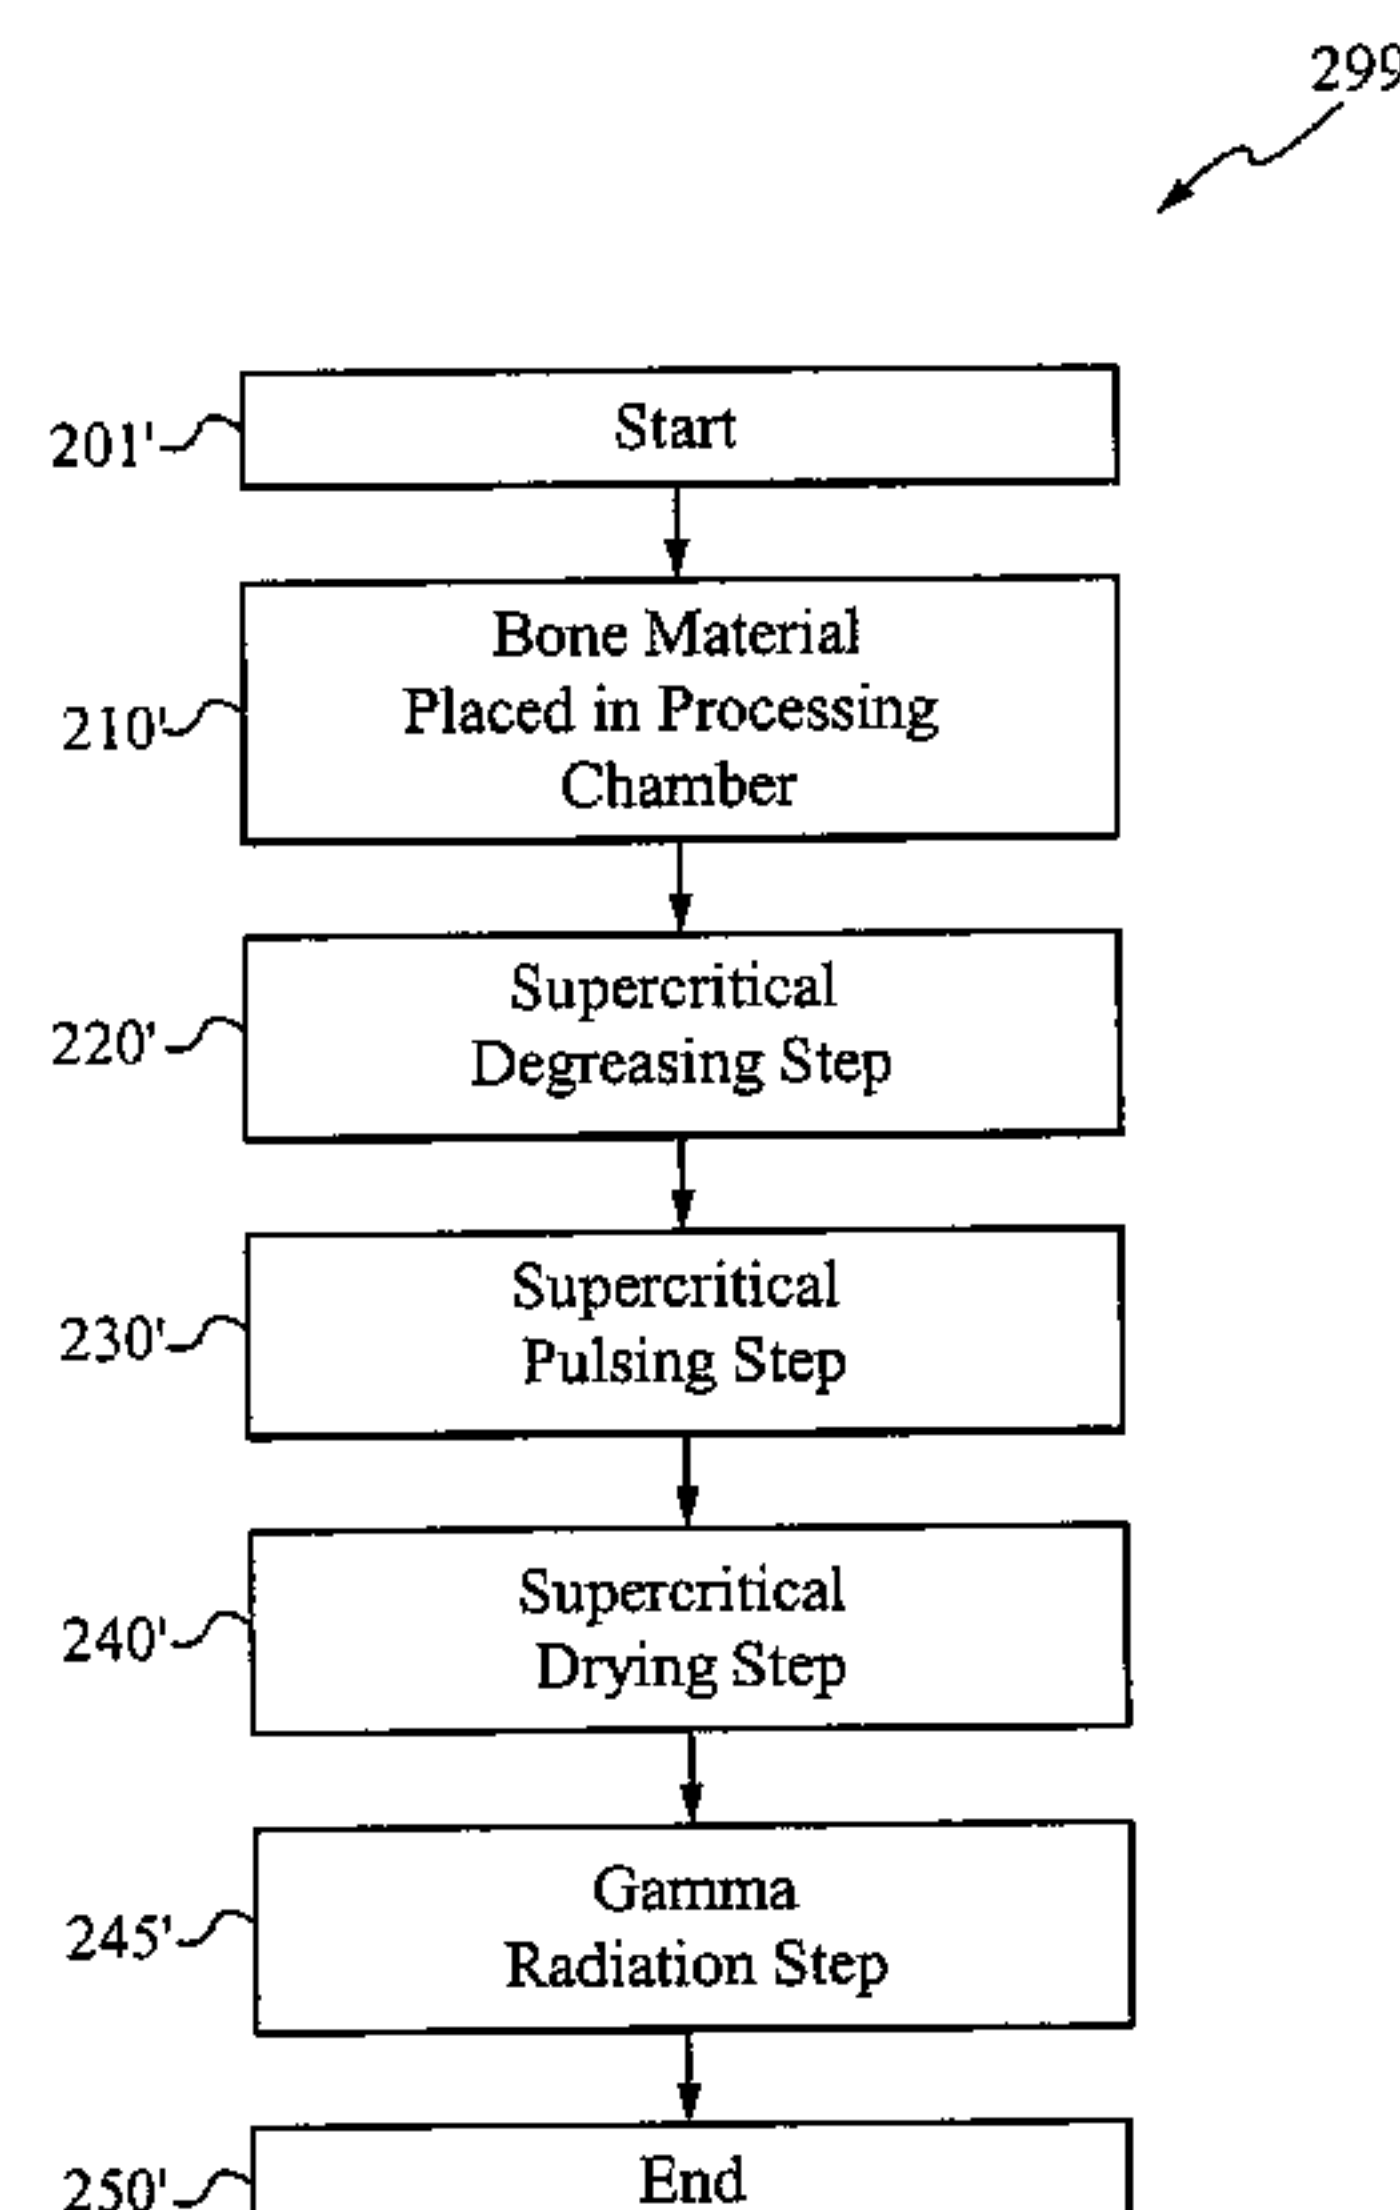 299
201'
Start
Bone Material
210'
Placed in Processing
Chamber
Supercritical
220'
Degreasing Step
Supercritical
230'
Pulsing Step
Supercritical
240'
Drying Step
Gamma
245'
Radiation Step
250'
End